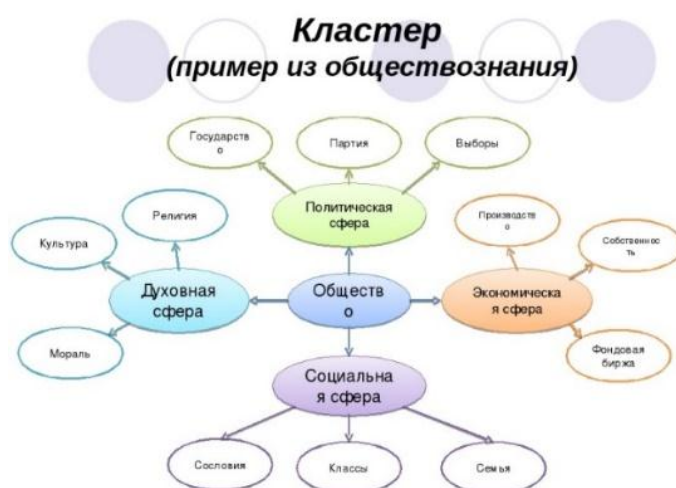 Кластер
(пример из обществознания)
Государств
о
Партия
Выборы
Политическая
сфера
Религия
Культура
Духовная
сфера
Мораль
Обществ
о
Производств
о
Собственнос
ть
Экономическа
я сфера
Фондовая
биржа
Социальна
я сфера
Сословия
Классы
Семья